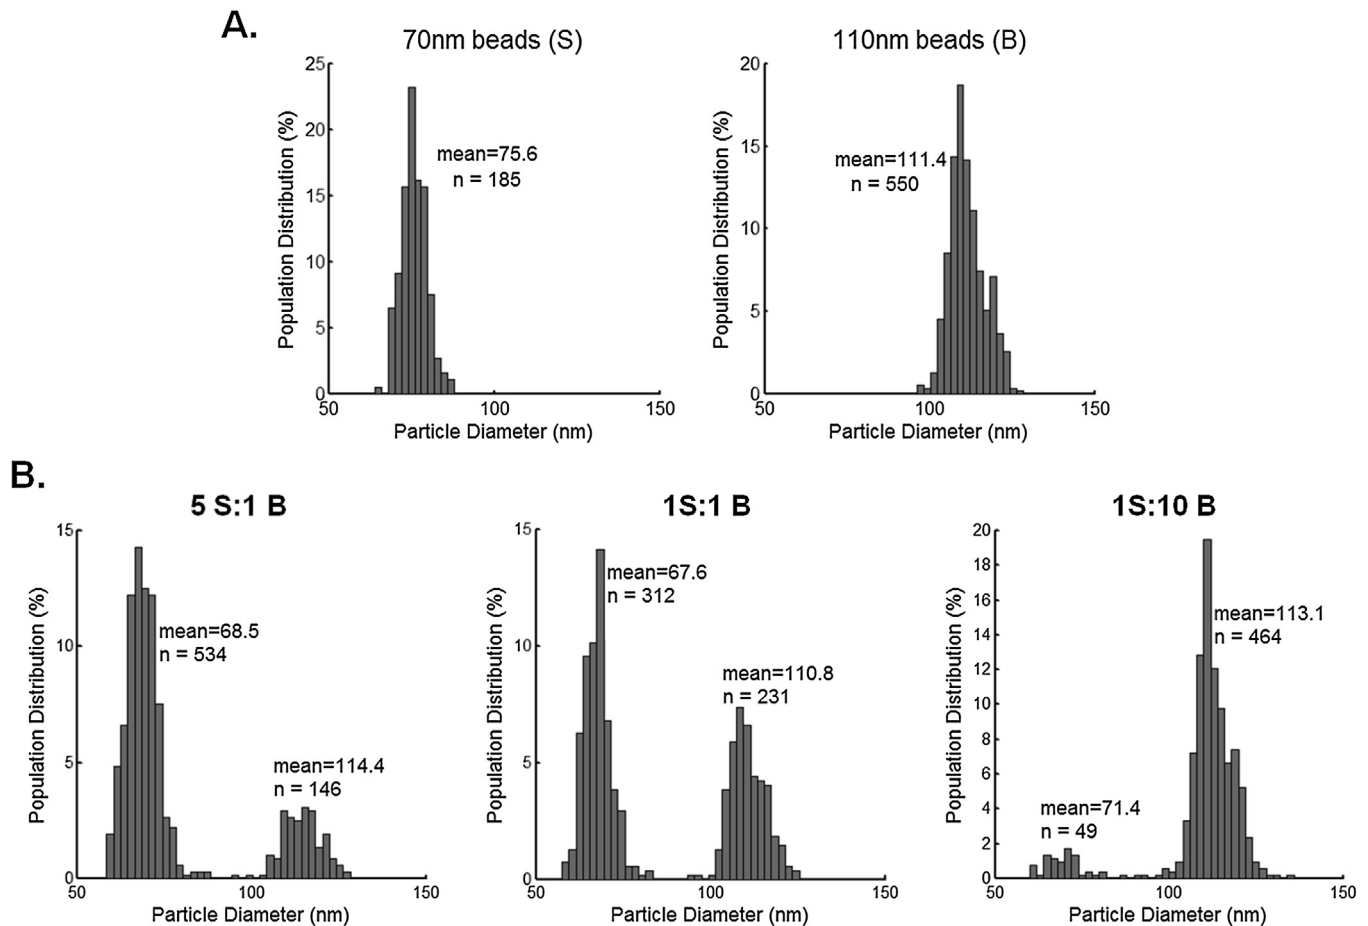 A.
70nm beads (S)
25
20
15
10
5
0
50
100
150
Population Distribution (%)
mean=75.6
n = 185
Particle Diameter (nm)
110nm beads (B)
20
15
10
5
0
50
100
150
Population Distribution (%)
mean=111.4
n = 550
Particle Diameter (nm)
B.
5 S:1 B
15
10
5
0
50
100
150
Population Distribution (%)
mean=68.5
n = 534
mean=114.4
n = 146
Particle Diameter (nm)
1S:1 B
15
10
5
0
50
100
150
Population Distribution (%)
mean=67.6
n = 312
mean=110.8
n = 231
Particle Diameter (nm)
1S:10 B
20
18
16
14
12
10
8
6
4
2
0
50
100
150
Population Distribution (%)
mean=113.1
n = 464
mean=71.4
n = 49
Particle Diameter (nm)